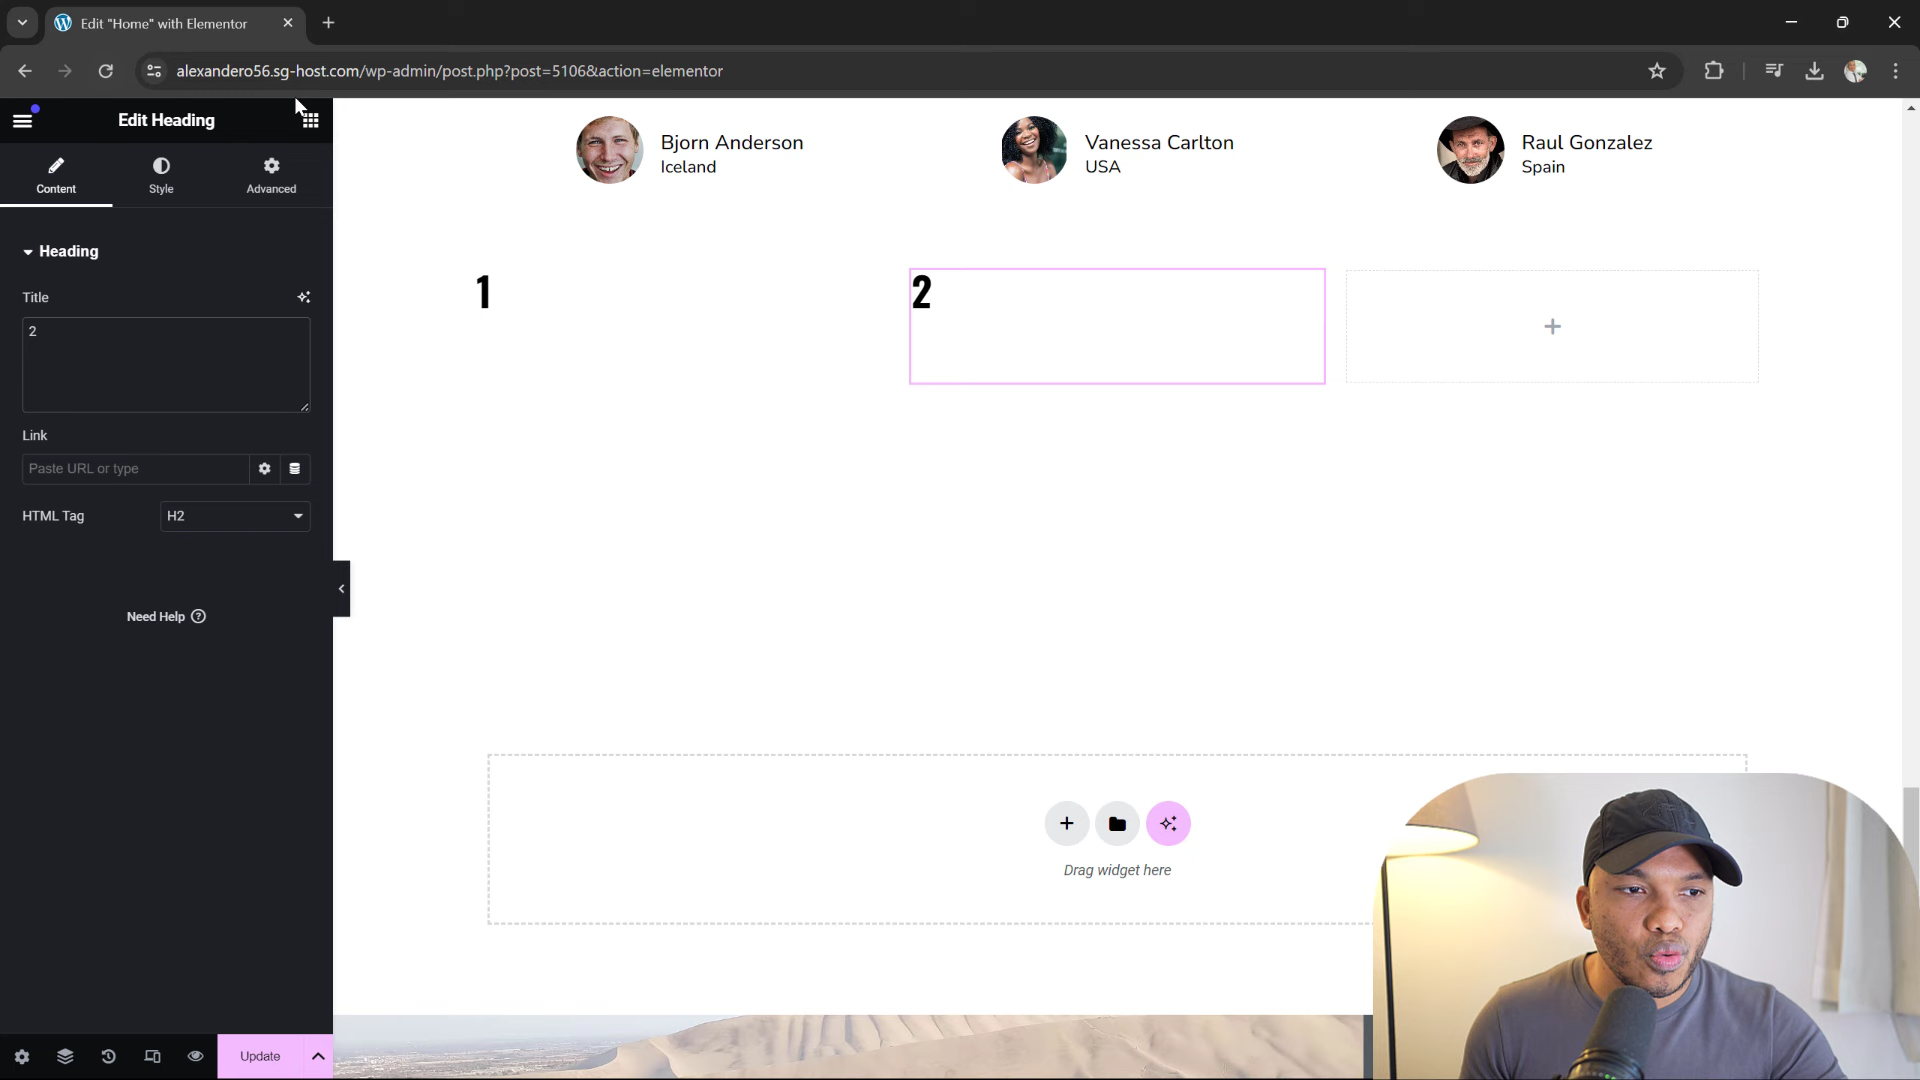 Edit "Home" with Elementor
alexandero56.sg-host.com/wp-admin/post.php?post=5106&action=elementor
Edit Heading
Content
Style
Advanced
Heading
Title
2
Link
Paste URL or type
HTML Tag
H2
Need Help
Update
Bjorn Anderson
Iceland
Vanessa Carlton
USA
Raul Gonzalez
Spain
1
2
Drag widget here